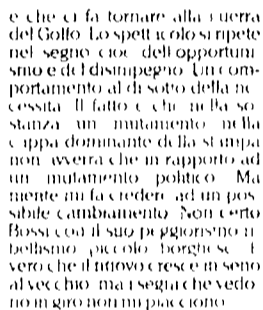 e che ci fa tornare alla guerra
del Golfo. Lo spettacolo si ripete
nel segno cioè dell'opportuni-
smo e del disimpegno. Un com-
portamento al di sotto della ne-
cessità. Il fatto è che nella so-
stanza un mutamento nella
cappa dominante della stampa
non avverrà che in rapporto ad
un mutamento politico. Ma
niente mi fa credere ad un pos-
sibile cambiamento. Non certo
Bossi con il suo peggiorismo ri-
bellismo piccolo borghese. È
vero che il nuovo cresce in seno
al vecchio ma i segni che vedo
no in giro non mi piacciono